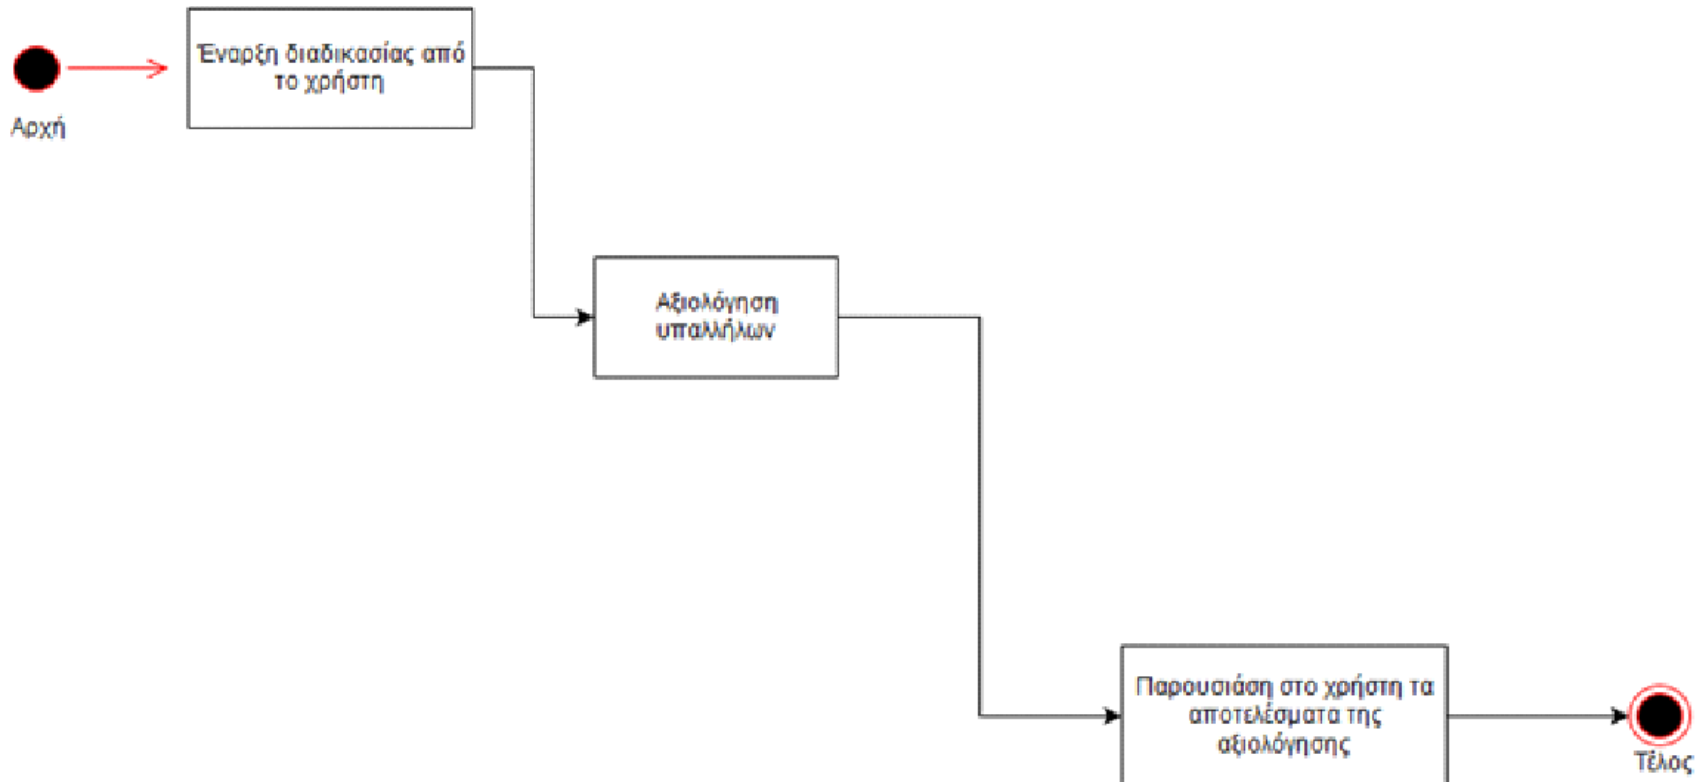 Έναρξη διαδικασίας από
το χρήστη
Αρχή
Αξιολόγηση
υπαλλήλων
Παρουσιάση στο χρήστη τα
αποτελέσματα της
αξιολόγησης
Τέλος